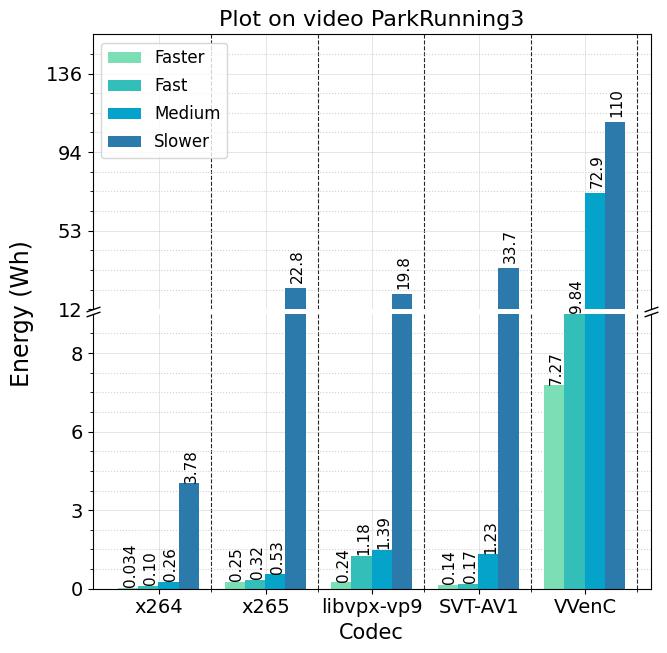 Plot on video ParkRunning3
Faster
Fast
Medium
Slower
Energy (Wh)
136
94
53
12
8
6
3
0
0.034
0.10
0.26
3.78
0.25
0.32
0.53
22.8
0.24
1.18
1.39
19.8
0.14
0.17
1.23
33.7
7.27
9.84
72.9
110
x264
x265
libvpx-vp9
SVT-AV1
VVenC
Codec